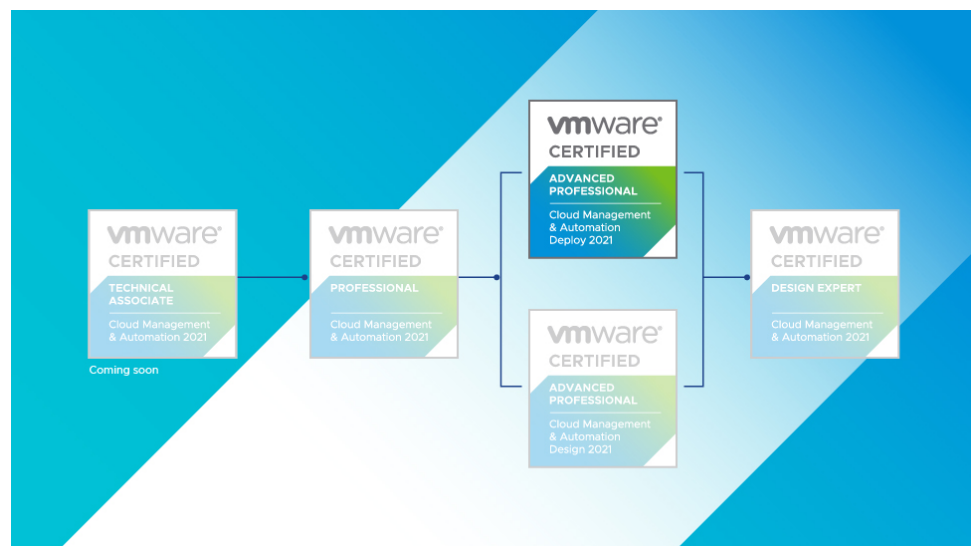 vmware®
CERTIFIED
TECHNICAL
ASSOCIATE
Cloud Management
& Automation 2021
Coming soon
vmware®
CERTIFIED
PROFESSIONAL
Cloud Management
& Automation 2021
vmware®
CERTIFIED
ADVANCED
PROFESSIONAL
Cloud Management
& Automation
Deploy 2021
vmware®
CERTIFIED
ADVANCED
PROFESSIONAL
Cloud Management
& Automation
Design 2021
vmware®
CERTIFIED
DESIGN EXPERT
Cloud Management
& Automation 2021